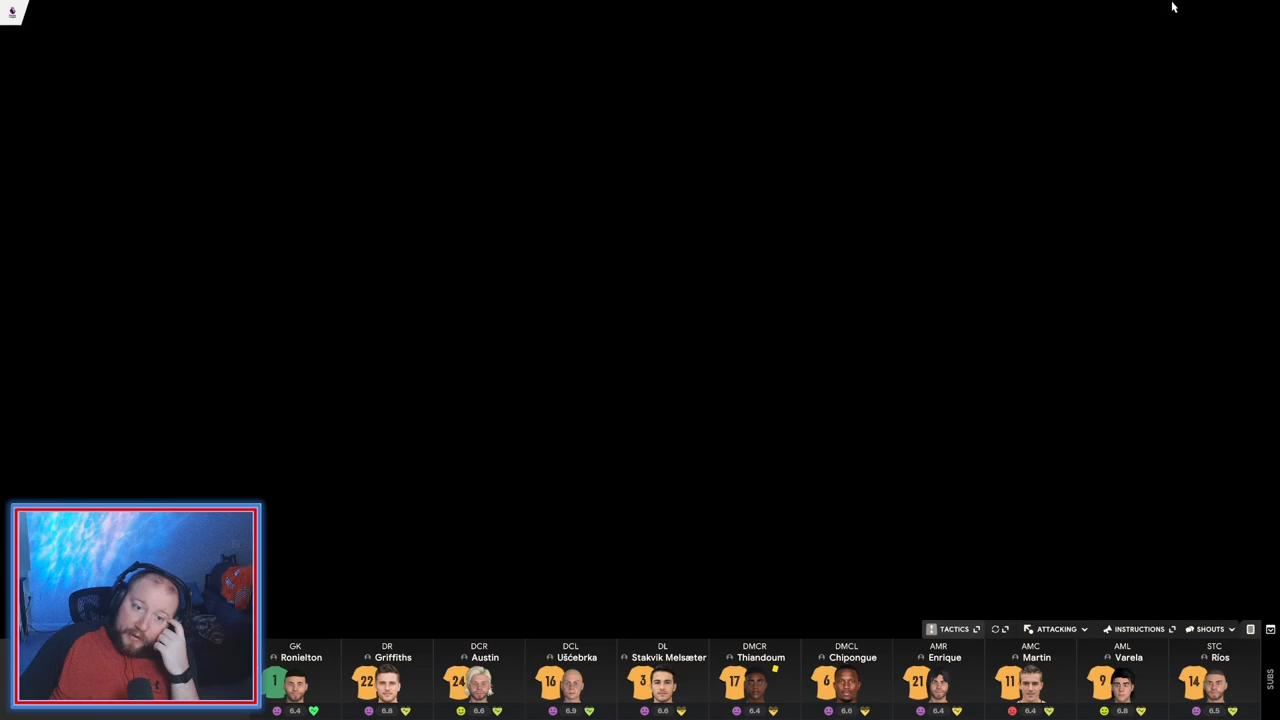 TACTICS
ATTACKING
INSTRUCTIONS
SHOUTS
GK
Ronielton
1
6.4
DR
Griffiths
22
6.8
DCR
Austin
24
6.6
DCL
Ušćebrka
16
6.9
DL
Stakvik Melsæter
3
6.6
DMCR
Thiandoum
17
6.4
DMCL
Chipongue
6
6.6
AMR
Enrique
21
6.4
AMC
Martin
11
6.4
AML
Varela
9
6.8
STC
Ríos
14
6.5
SUBS